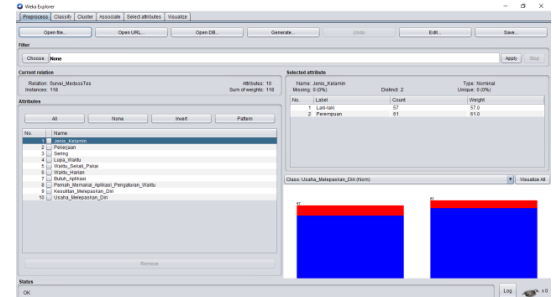 Weka Explorer
Preprocess Classify Cluster Associate Select attributes Visualize
Open file... Open URL... Open DB... Generate... Undo Edit... Save...
Filter
Choose None Apply Stop
Current relation
Relation: Survei_MedsosTes Attributes: 10
Instances: 118 Sum of weights: 118
Selected attribute
Name: Jenis_Kelamin Type: Nominal
Missing: 0 (0%) Distinct: 2 Unique: 0 (0%)
No. Label Count Weight
1 Laki-laki 57 57.0
2 Perempuan 61 61.0
Attributes
All None Invert Pattern
No. Name
1 Jenis_Kelamin
2 Pekerjaan
3 Sering
4 Lupa_Waktu
5 Waktu_Sekali_Pakai
6 Waktu_Harian
7 Butuh_Aplikasi
8 Pernah_Memakai_Aplikasi_Pengaturan_Waktu
9 Kesulitan_Melepaskan_Diri
10 Usaha_Melepaskan_Diri
Remove
Class: Usaha_Melepaskan_Diri (Nom) Visualize All
57
61
Status
OK Log x 0